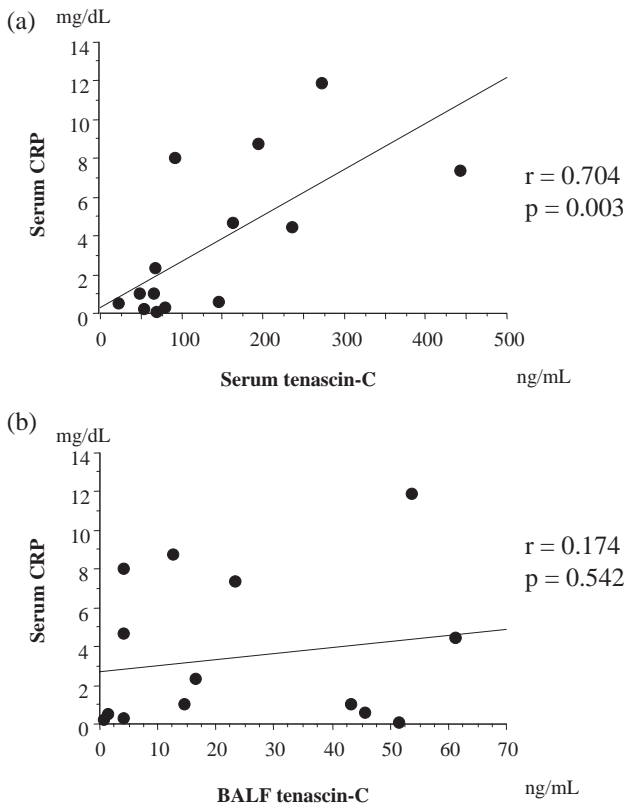 (a)
mg/dL
14
12
10
8
6
4
2
0
Serum CRP
0 100 200 300 400 500
Serum tenascin-C
ng/mL
r = 0.704
p = 0.003
(b)
mg/dL
14
12
10
8
6
4
2
0
Serum CRP
0 10 20 30 40 50 60 70
BALF tenascin-C
ng/mL
r = 0.174
p = 0.542